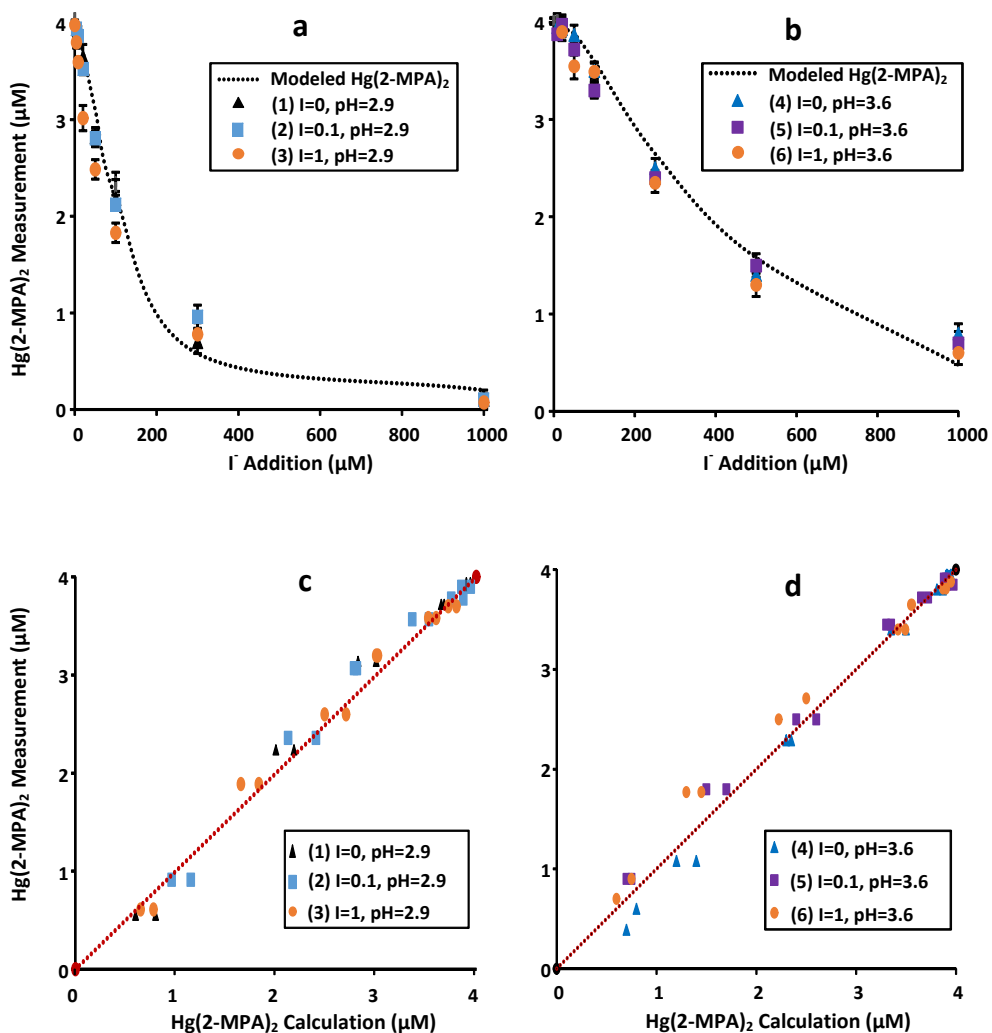 a
Modeled Hg(2-MPA)₂
(1) I=0, pH=2.9
(2) I=0.1, pH=2.9
(3) I=1, pH=2.9
Hg(2-MPA)₂ Measurement (µM)
4
3
2
1
0
0 200 400 600 800 1000
I⁻ Addition (µM)
b
Modeled Hg(2-MPA)₂
(4) I=0, pH=3.6
(5) I=0.1, pH=3.6
(6) I=1, pH=3.6
4
3
2
1
0
0 200 400 600 800 1000
I⁻ Addition (µM)
c
(1) I=0, pH=2.9
(2) I=0.1, pH=2.9
(3) I=1, pH=2.9
Hg(2-MPA)₂ Measurement (µM)
4
3
2
1
0
0 1 2 3 4
Hg(2-MPA)₂ Calculation (µM)
d
(4) I=0, pH=3.6
(5) I=0.1, pH=3.6
(6) I=1, pH=3.6
4
3
2
1
0
0 1 2 3 4
Hg(2-MPA)₂ Calculation (µM)